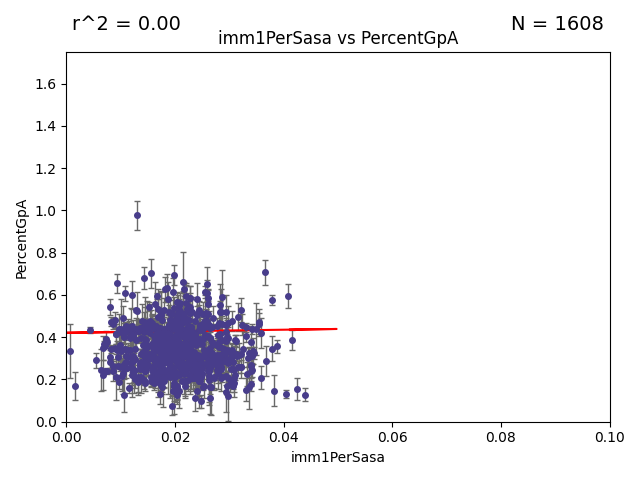 r^2 = 0.00
N = 1608
imm1PerSasa vs PercentGpA
1.6
1.4
1.2
1.0
0.8
0.6
0.4
0.2
0.0
PercentGpA
0.00 0.02 0.04 0.06 0.08 0.10
imm1PerSasa